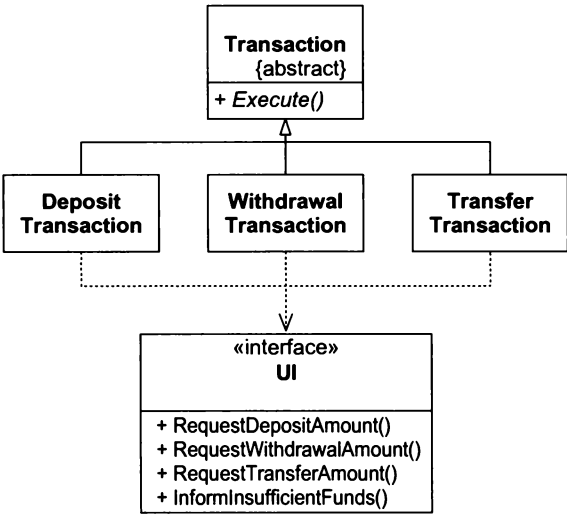 Transaction
{abstract}
+ Execute()
Deposit
Transaction
Withdrawal
Transaction
Transfer
Transaction
«interface»
UI
+ RequestDepositAmount()
+ RequestWithdrawalAmount()
+ RequestTransferAmount()
+ InformInsufficientFunds()